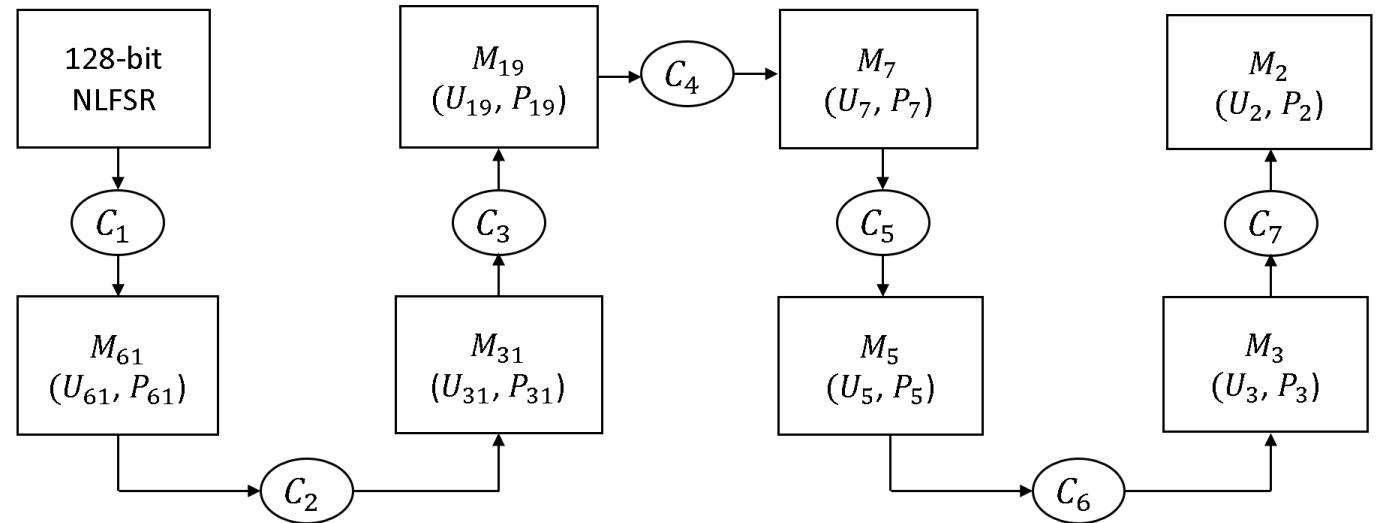 128-bit
NLFSR
C₁
M₆₁
(U₆₁, P₆₁)
C₂
M₃₁
(U₃₁, P₃₁)
C₃
M₁₉
(U₁₉, P₁₉)
C₄
M₇
(U₇, P₇)
C₅
M₅
(U₅, P₅)
C₆
M₃
(U₃, P₃)
C₇
M₂
(U₂, P₂)